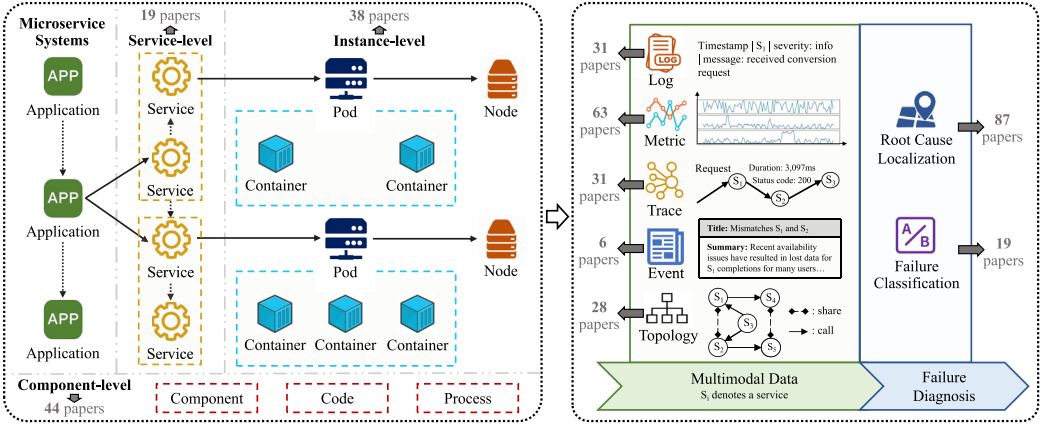 Microservice
Systems
19 papers
Service-level
38 papers
Instance-level
APP
Application
APP
Application
APP
Application
Service
Service
Service
Service
Pod
Node
Container
Container
Pod
Node
Container
Container
Container
Component-level
44 papers
Component
Code
Process
31
papers
LOG
Log
Timestamp | S1 | severity: info
| message: received conversion
request
63
papers
Metric
31
papers
Trace
Request
S1
Duration: 3,097ms
Status code: 200
S2
S3
6
papers
Event
Title: Mismatches S1 and S2
Summary: Recent availability
issues have resulted in lost data for
S1 completions for many users…
28
papers
Topology
S1
S4
S3
S2
S5
: share
: call
Root Cause
Localization
87
papers
A/B
Failure
Classification
19
papers
Multimodal Data
Si denotes a service
Failure
Diagnosis